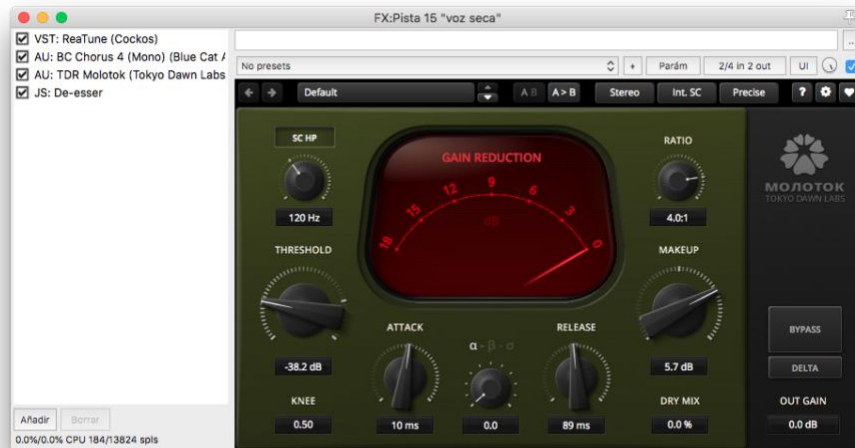 FX:Pista 15 "voz seca"
VST: ReaTune (Cockos)
AU: BC Chorus 4 (Mono) (Blue Cat A
AU: TDR Molotok (Tokyo Dawn Labs
JS: De-esser
No presets
+
Parám
2/4 in 2 out
UI
Default
A B
A > B
Stereo
Int. SC
Precise
?
SC HP
120 Hz
GAIN REDUCTION
18 15 12 9 6 3 0
dB
RATIO
4.0:1
МОЛОТОК
TOKYO DAWN LABS
THRESHOLD
-38.2 dB
MAKEUP
5.7 dB
ATTACK
10 ms
α - β - σ
0.0
RELEASE
89 ms
BYPASS
DELTA
KNEE
0.50
DRY MIX
0.0 %
OUT GAIN
0.0 dB
Añadir
Borrar
0.0%/0.0% CPU 184/13824 spls